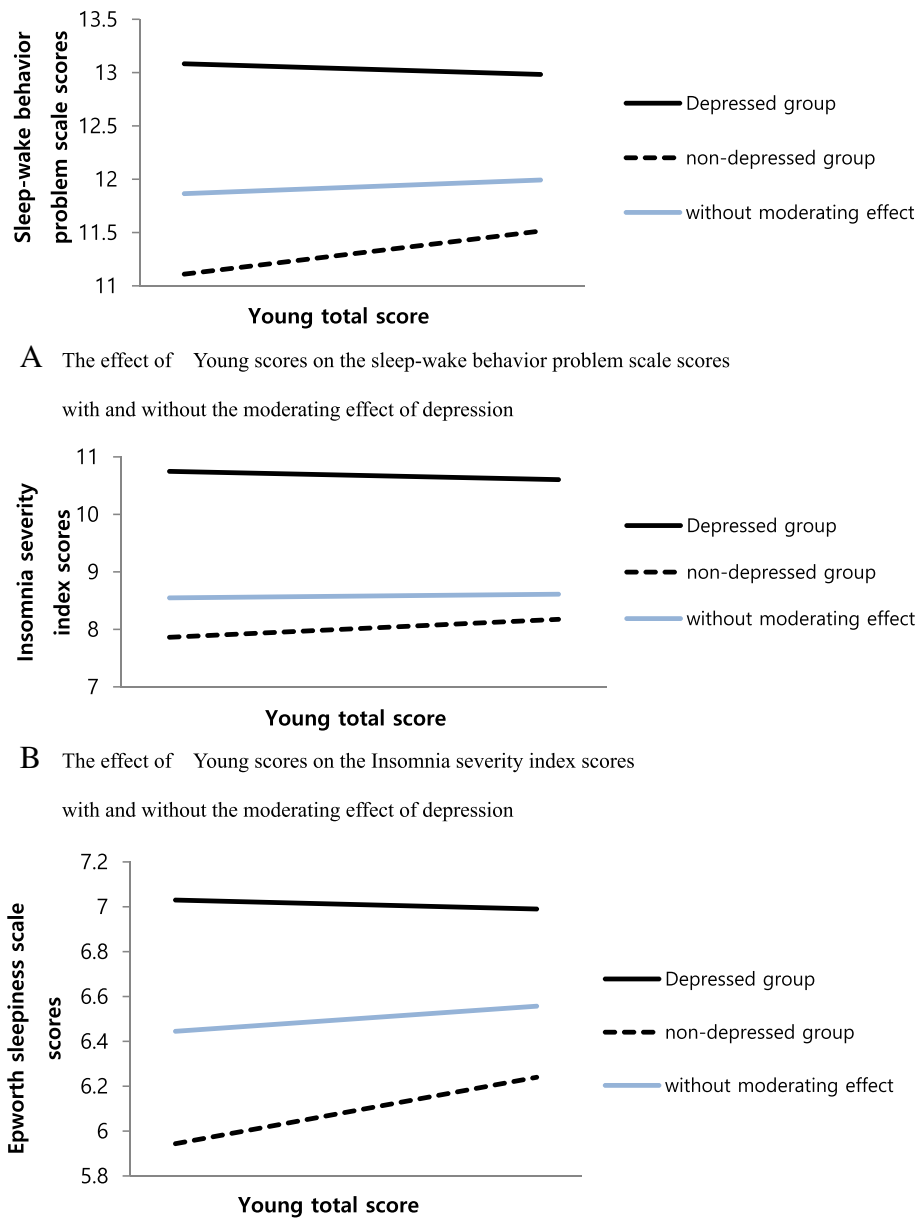 13.5
13
12.5
12
11.5
11
Sleep-wake behavior
problem scale scores
Depressed group
non-depressed group
without moderating effect
Young total score
A The effect of Young scores on the sleep-wake behavior problem scale scores
with and without the moderating effect of depression
11
10
9
8
7
Insomnia severity
index scores
Depressed group
non-depressed group
without moderating effect
Young total score
B The effect of Young scores on the Insomnia severity index scores
with and without the moderating effect of depression
7.2
7
6.8
6.6
6.4
6.2
6
5.8
Epworth sleepiness scale
scores
Depressed group
non-depressed group
without moderating effect
Young total score